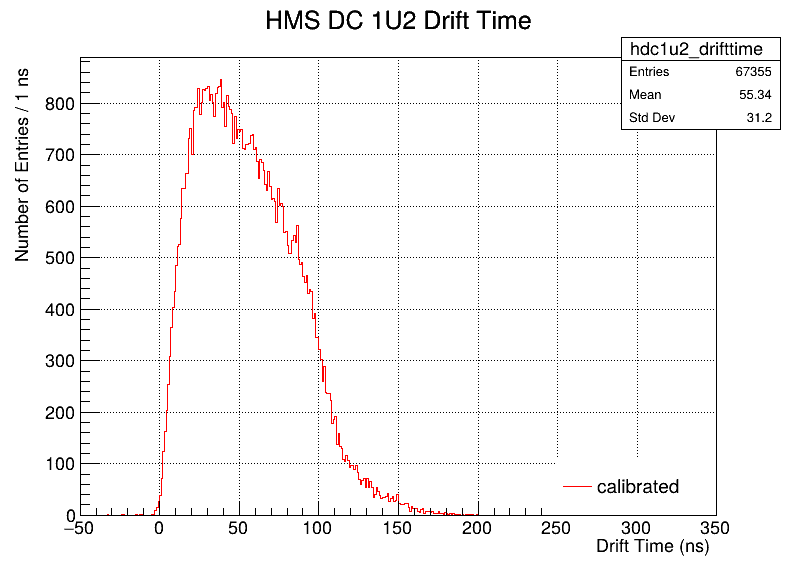 HMS DC 1U2 Drift Time
hdc1u2_drifttime
Entries 67355
Mean 55.34
Std Dev 31.2
Number of Entries / 1 ns
800
700
600
500
400
300
200
100
0
calibrated
−50 0 50 100 150 200 250 300 350
Drift Time (ns)